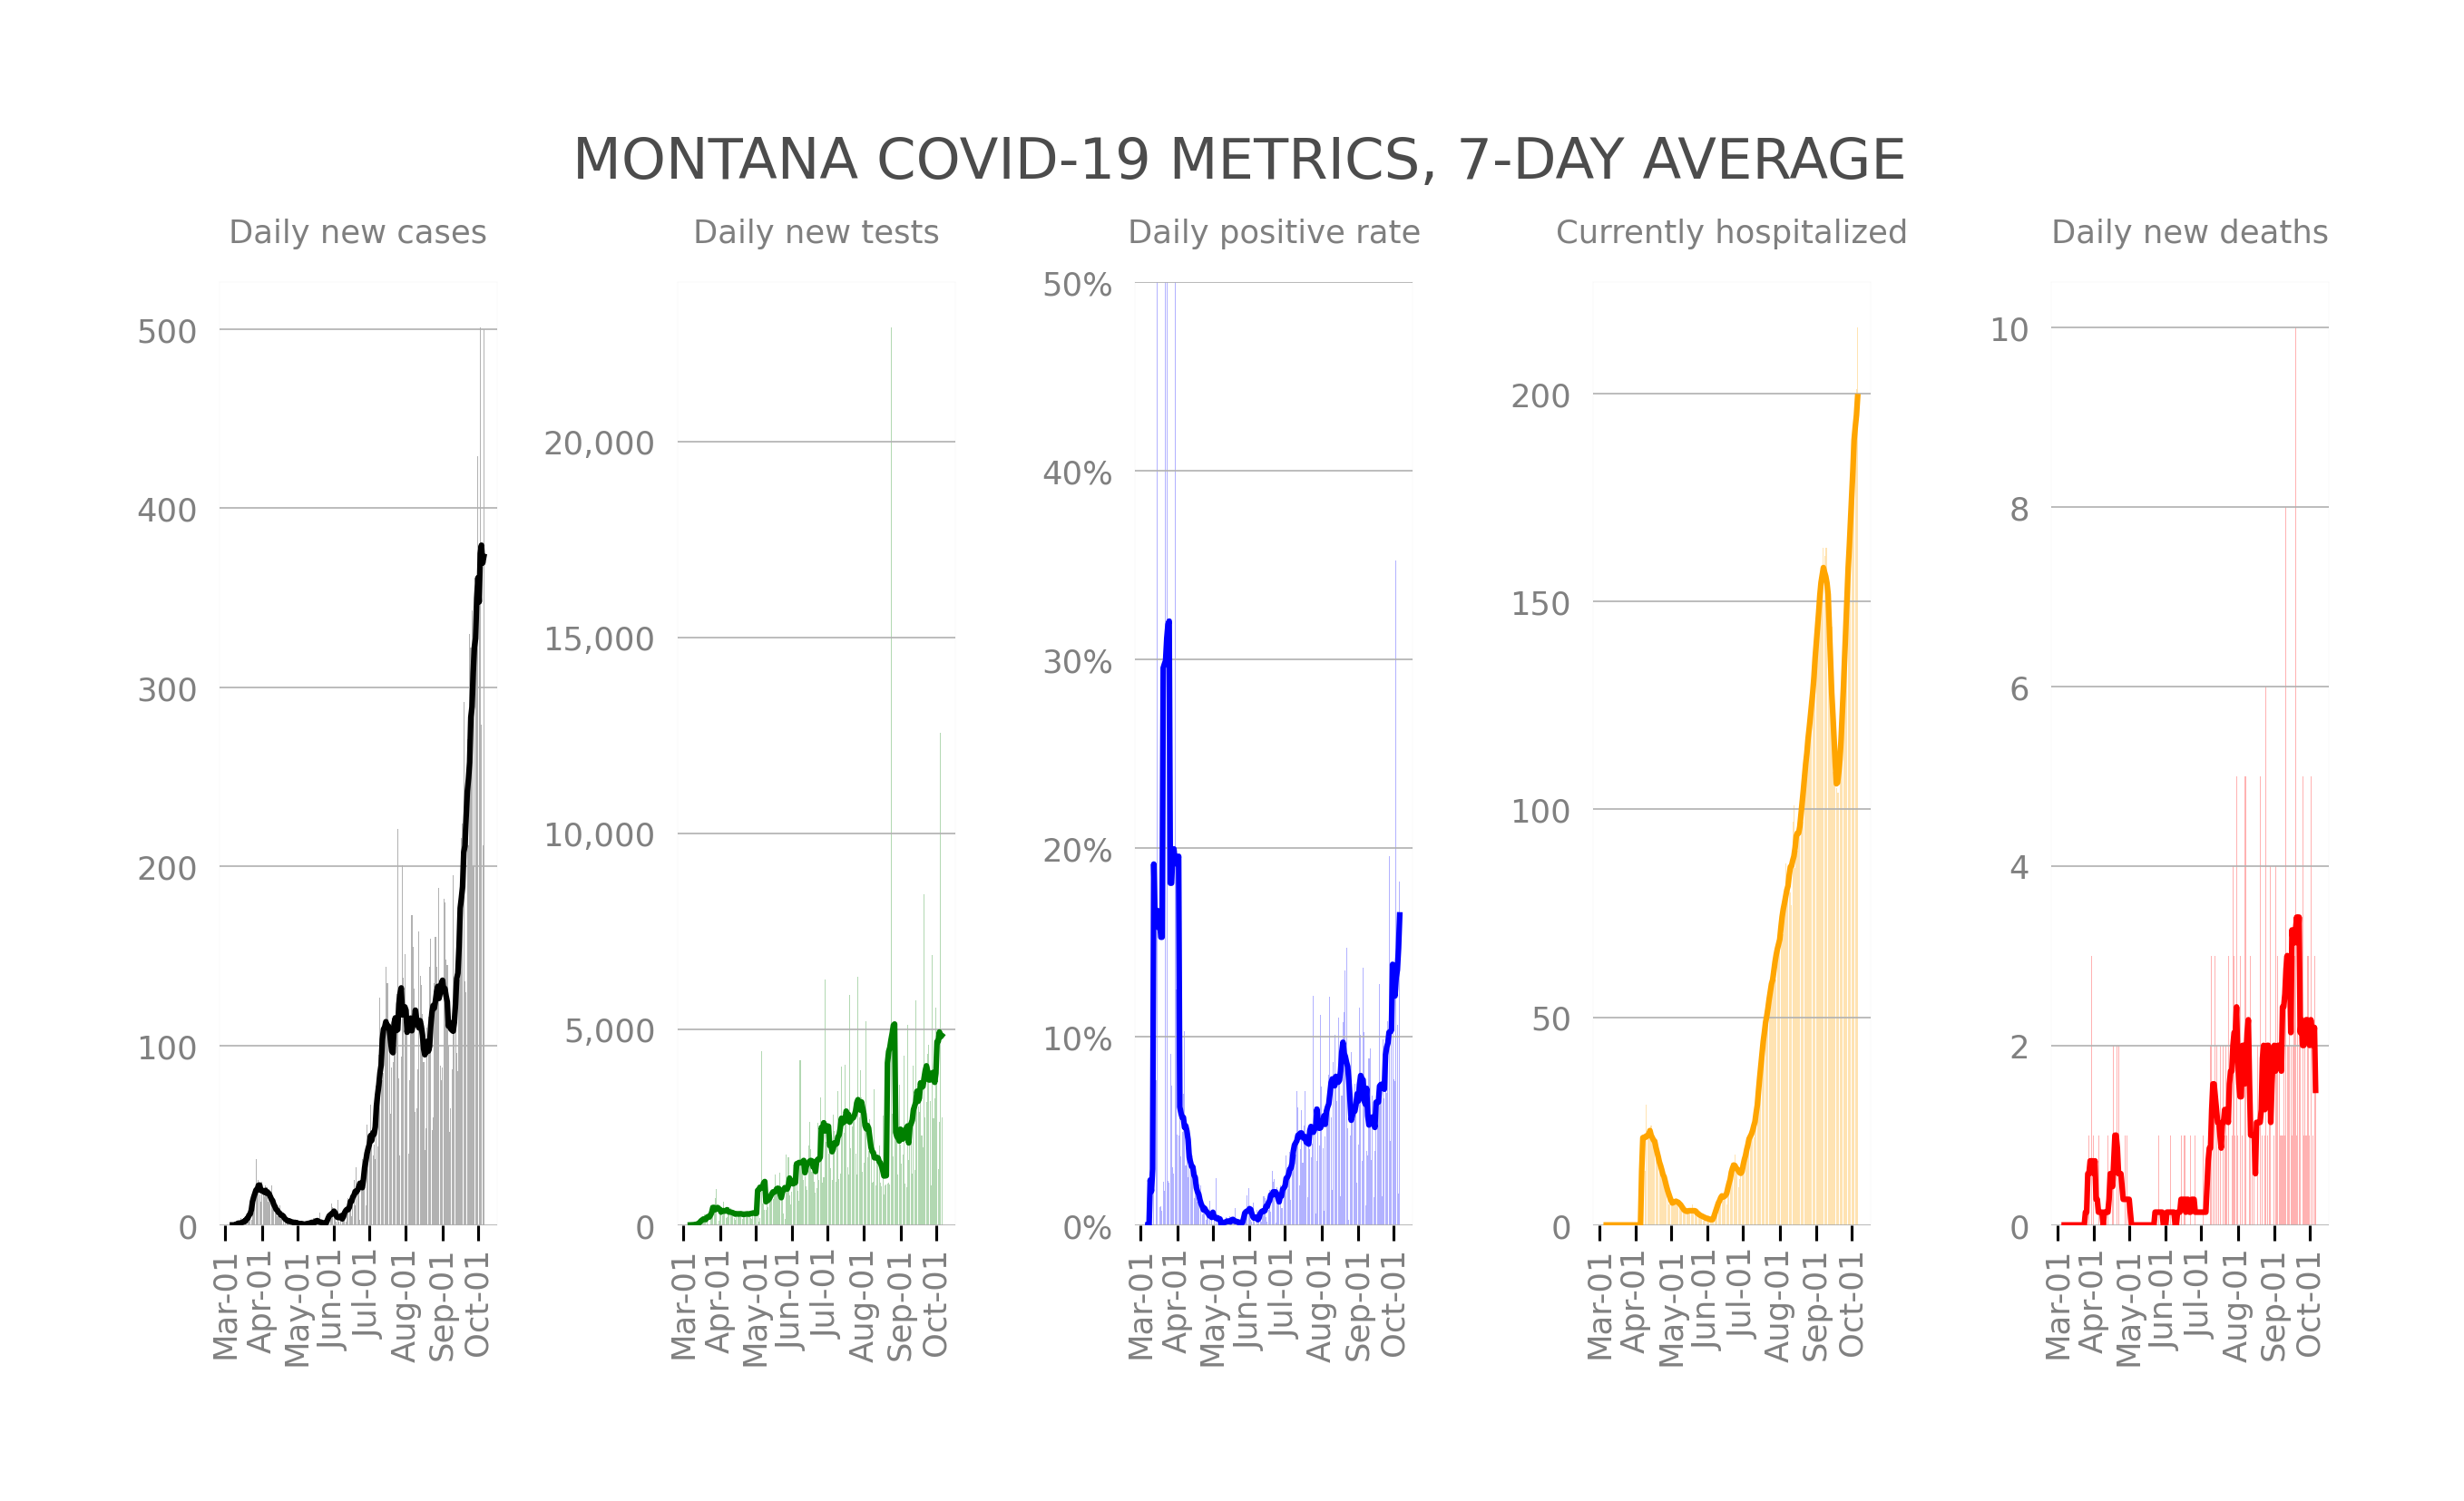 MONTANA COVID-19 METRICS, 7-DAY AVERAGE
Daily new cases
500
400
300
200
100
0
Mar-01
Apr-01
May-01
Jun-01
Jul-01
Aug-01
Sep-01
Oct-01
Daily new tests
20,000
15,000
10,000
5,000
0
Mar-01
Apr-01
May-01
Jun-01
Jul-01
Aug-01
Sep-01
Oct-01
Daily positive rate
50%
40%
30%
20%
10%
0%
Mar-01
Apr-01
May-01
Jun-01
Jul-01
Aug-01
Sep-01
Oct-01
Currently hospitalized
200
150
100
50
0
Mar-01
Apr-01
May-01
Jun-01
Jul-01
Aug-01
Sep-01
Oct-01
Daily new deaths
10
8
6
4
2
0
Mar-01
Apr-01
May-01
Jun-01
Jul-01
Aug-01
Sep-01
Oct-01